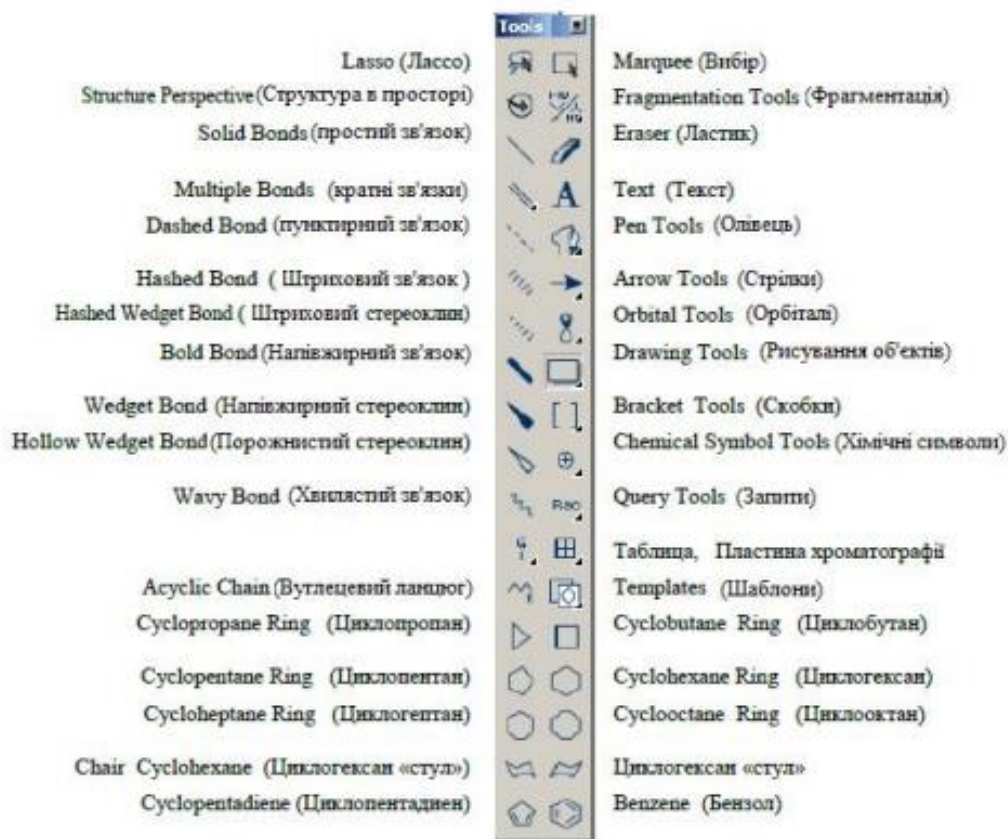 Tools
Lasso (Лассо)
Marquee (Вибір)
Structure Perspective (Структура в просторі)
Fragmentation Tools (Фрагментація)
Solid Bonds (простий зв'язок)
Eraser (Ластик)
Multiple Bonds (кратні зв'язки)
A
Text (Текст)
Dashed Bond (пунктирний зв'язок)
Pen Tools (Олівець)
Hashed Bond ( Штриховий зв'язок )
Arrow Tools (Стрілки)
Hashed Wedget Bond ( Штриховий стереоклин)
Orbital Tools (Орбіталі)
Bold Bond (Напівжирний зв'язок)
Drawing Tools (Рисування об'єктів)
Wedget Bond (Напівжирний стереоклин)
Bracket Tools (Скобки)
Hollow Wedget Bond (Порожнистий стереоклин)
Chemical Symbol Tools (Хімічні символи)
Wavy Bond (Хвилястий зв'язок)
Query Tools (Запити)
Таблица, Пластина хроматографії
Acyclic Chain (Вуглецевий ланцюг)
Templates (Шаблони)
Cyclopropane Ring (Циклопропан)
Cyclobutane Ring (Циклобутан)
Cyclopentane Ring (Циклопентан)
Cyclohexane Ring (Циклогексан)
Cycloheptane Ring (Циклогептан)
Cyclooctane Ring (Циклооктан)
Chair Cyclohexane (Циклогексан «стул»)
Циклогексан «стул»
Cyclopentadiene (Циклопентадиен)
Benzene (Бензол)